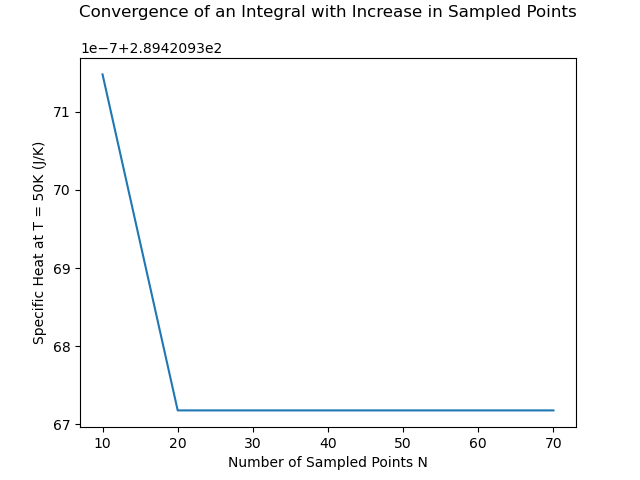 Convergence of an Integral with Increase in Sampled Points
1e−7+2.8942093e2
71
70
69
68
67
Specific Heat at T = 50K (J/K)
10 20 30 40 50 60 70
Number of Sampled Points N